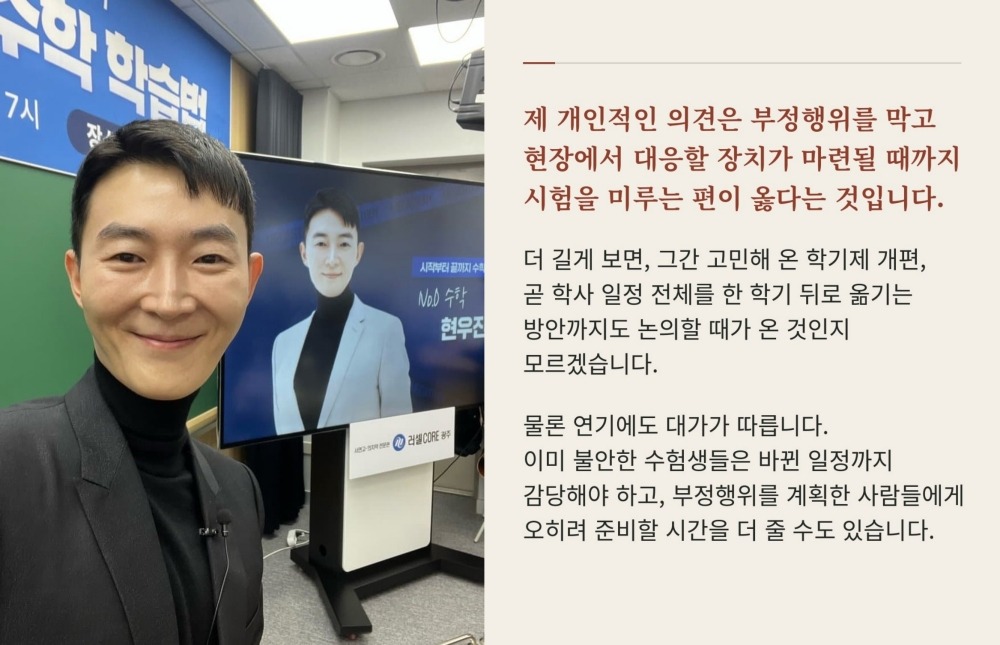 수학 학습법
7시
시작부터 끝까지 수학
No.0 수학
현우진
러셀 CORE 광주
제 개인적인 의견은 부정행위를 막고
현장에서 대응할 장치가 마련될 때까지
시험을 미루는 편이 옳다는 것입니다.
더 길게 보면, 그간 고민해 온 학기제 개편,
곧 학사 일정 전체를 한 학기 뒤로 옮기는
방안까지도 논의할 때가 온 것인지
모르겠습니다.
물론 연기에도 대가가 따릅니다.
이미 불안한 수험생들은 바뀐 일정까지
감당해야 하고, 부정행위를 계획한 사람들에게
오히려 준비할 시간을 더 줄 수도 있습니다.